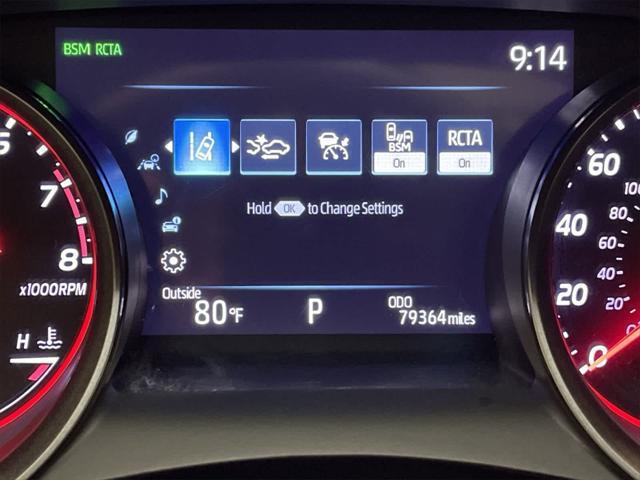 BSM RCTA
9:14
BSM
On
RCTA
On
Hold OK to Change Settings
Outside
80°F
P
ODO
79364 miles
7
8
x1000RPM
H
60
40
20
0
100
80
60
40
20